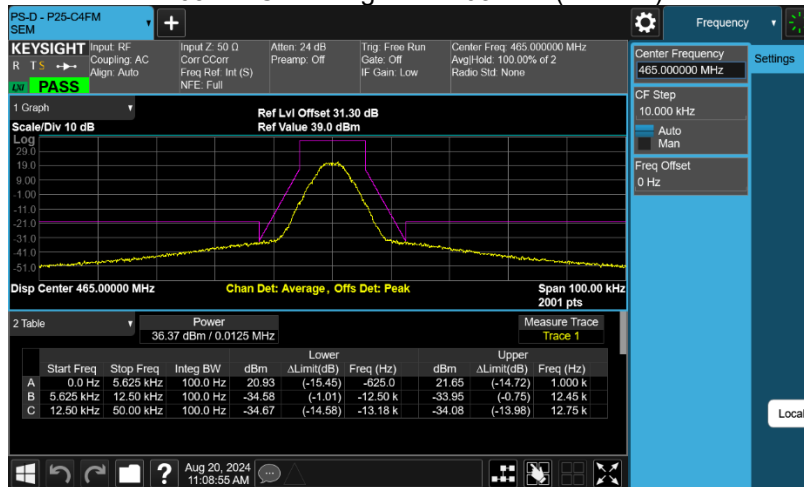 PS-D - P25-C4FM
SEM
Frequency
KEYSIGHT
R T S
LXI PASS
Input: RF
Coupling: AC
Align: Auto
Input Z: 50 Ω
Corr CCorr
Freq Ref: Int (S)
NFE: Full
Atten: 24 dB
Preamp: Off
Trig: Free Run
Gate: Off
IF Gain: Low
Center Freq: 465.000000 MHz
Avg|Hold: 100.00% of 2
Radio Std: None
Center Frequency
465.000000 MHz
Settings
CF Step
10.000 kHz
Auto
Man
Freq Offset
0 Hz
Local
1 Graph
Scale/Div 10 dB
Ref Lvl Offset 31.30 dB
Ref Value 39.0 dBm
Log
29.0
19.0
9.00
-1.00
-11.0
-21.0
-31.0
-41.0
-51.0
Disp Center 465.00000 MHz
Chan Det: Average, Offs Det: Peak
Span 100.00 kHz
2001 pts
2 Table
Power
36.37 dBm / 0.0125 MHz
Measure Trace
Trace 1
Lower Upper
Start Freq Stop Freq Integ BW dBm ΔLimit(dB) Freq (Hz) dBm ΔLimit(dB) Freq (Hz)
A 0.0 Hz 5.625 kHz 100.0 Hz 20.93 (-15.45) -625.0 21.65 (-14.72) 1.000 k
B 5.625 kHz 12.50 kHz 100.0 Hz -34.58 (-1.01) -12.50 k -33.95 (-0.75) 12.45 k
C 12.50 kHz 50.00 kHz 100.0 Hz -34.67 (-14.58) -13.18 k -34.08 (-13.98) 12.75 k
?
Aug 20, 2024
11:08:55 AM